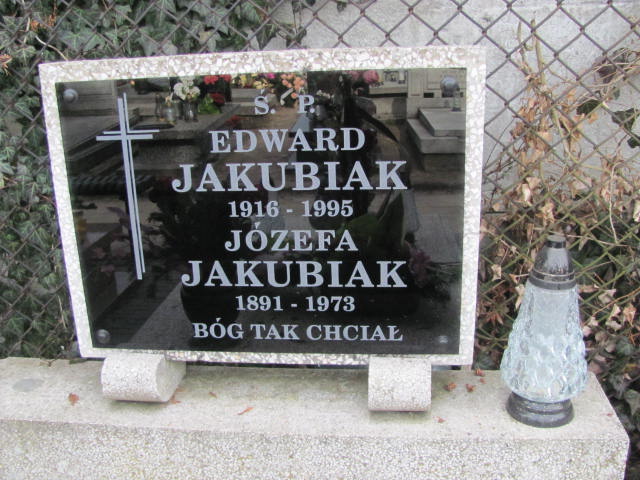 Ś. P.
EDWARD
JAKUBIAK
1916 - 1995
JÓZEFA
JAKUBIAK
1891 - 1973
BÓG TAK CHCIAŁ